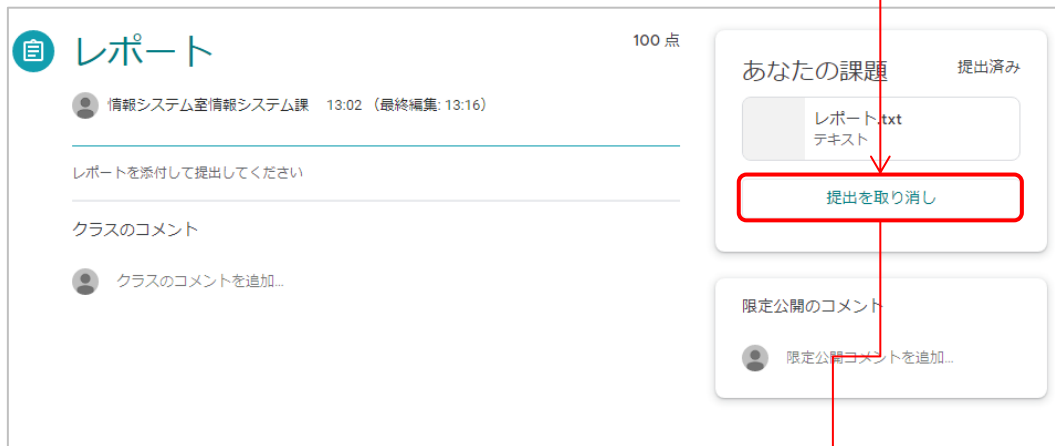 レポート
100 点
情報システム室情報システム課 13:02 (最終編集: 13:16)
レポートを添付して提出してください
クラスのコメント
クラスのコメントを追加...
あなたの課題
提出済み
レポート.txt
テキスト
提出を取り消し
限定公開のコメント
限定公開コメントを追加...